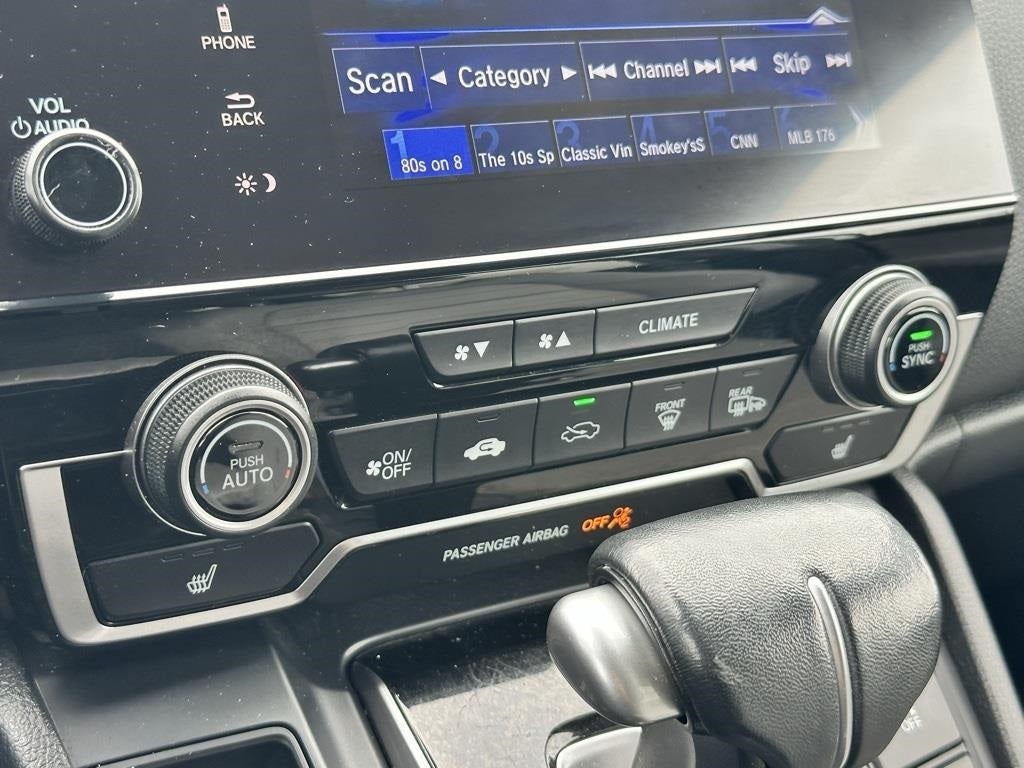 PHONE
VOL
AUDIO
BACK
Scan
Category
Channel
Skip
1
80s on 8
2
The 10s Sp
3
Classic Vin
4
Smokey'sS
5
CNN
6
MLB 176
CLIMATE
PUSH
SYNC
PUSH
AUTO
ON/
OFF
FRONT
REAR
PASSENGER AIRBAG OFF
OFF